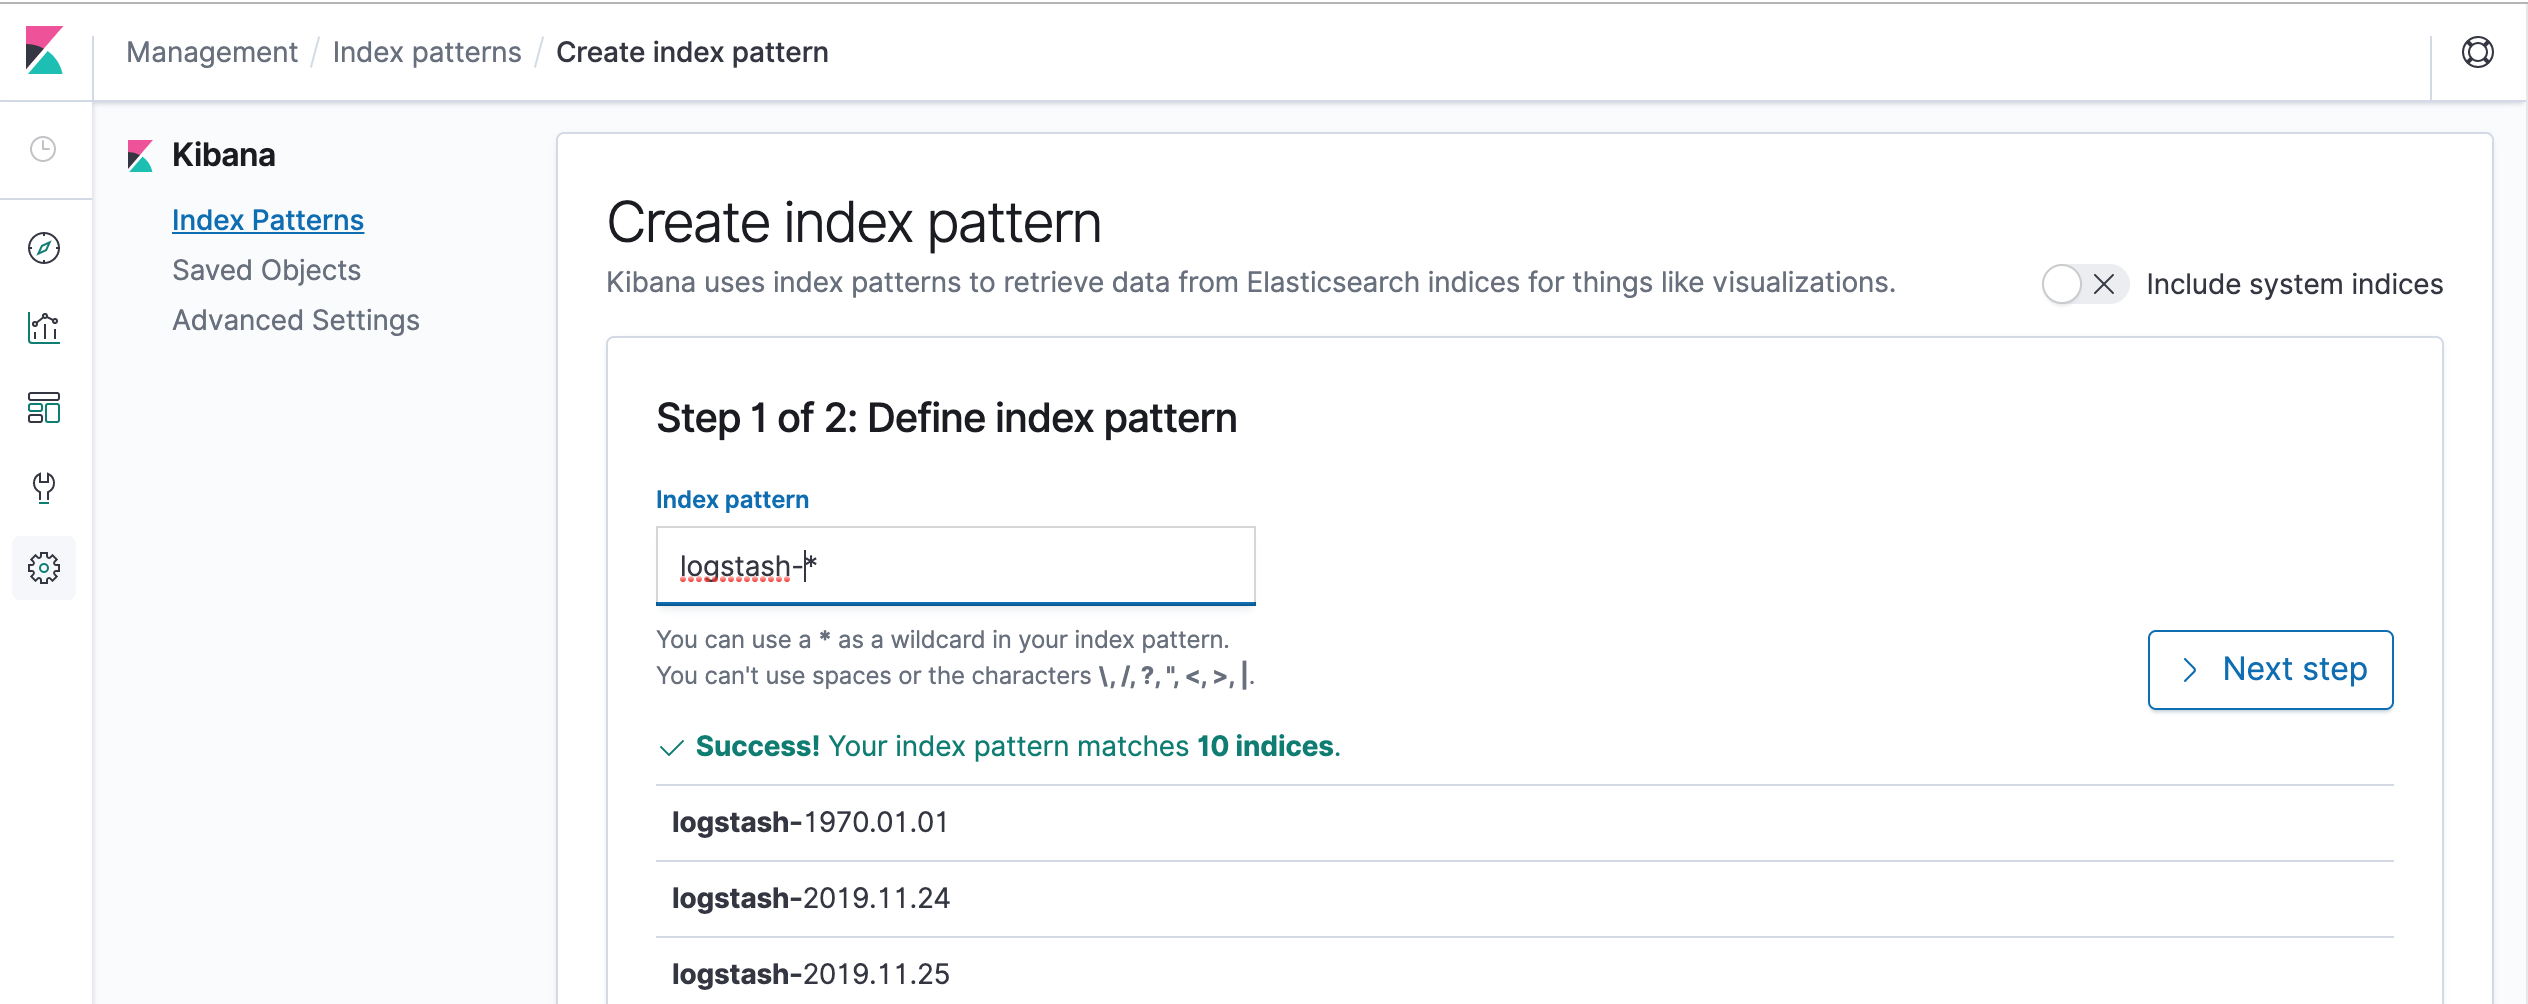 Management / Index patterns / Create index pattern
Kibana
Index Patterns
Saved Objects
Advanced Settings
Create index pattern
Kibana uses index patterns to retrieve data from Elasticsearch indices for things like visualizations.
Include system indices
Step 1 of 2: Define index pattern
Index pattern
logstash-*
You can use a * as a wildcard in your index pattern.
You can't use spaces or the characters \, /, ?, ", <, >, |.
Next step
Success! Your index pattern matches 10 indices.
logstash-1970.01.01
logstash-2019.11.24
logstash-2019.11.25